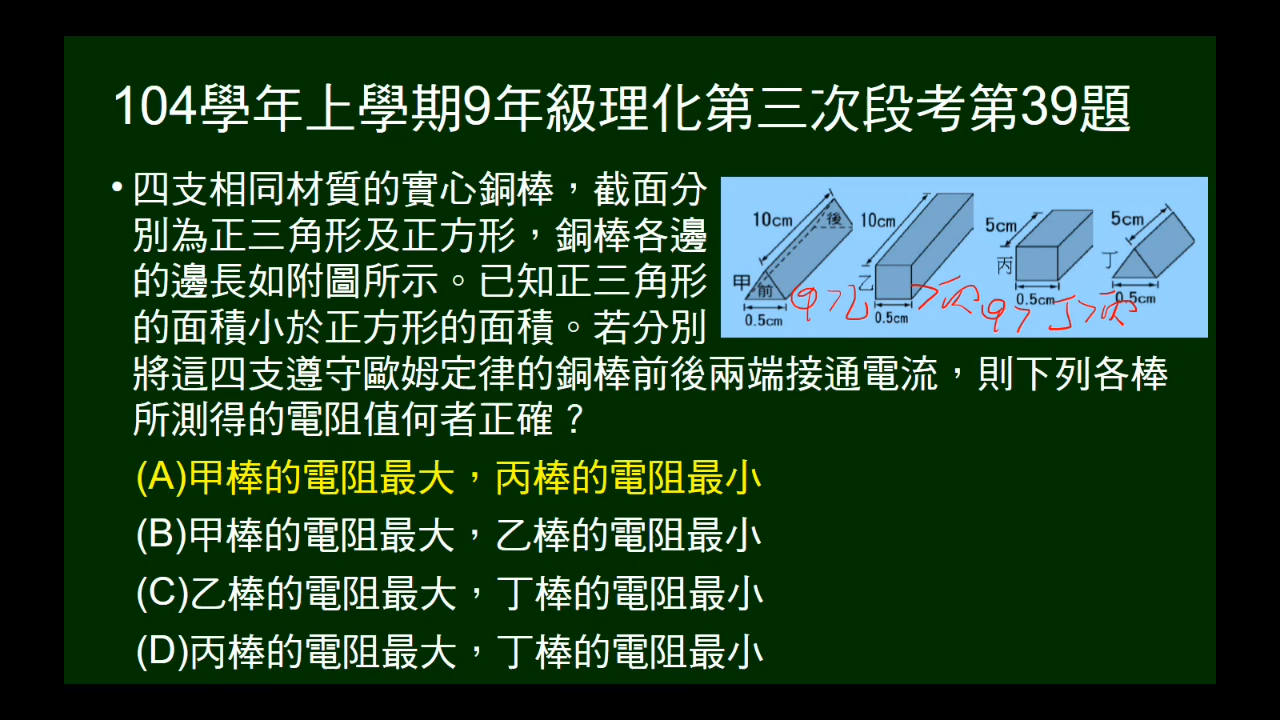 104學年上學期9年級理化第三次段考第39題
• 四支相同材質的實心銅棒，截面分
別為正三角形及正方形，銅棒各邊
的邊長如附圖所示。已知正三角形
的面積小於正方形的面積。若分別
將這四支遵守歐姆定律的銅棒前後兩端接通電流，則下列各棒
所測得的電阻值何者正確？
10cm 後 甲 前 0.5cm
10cm 乙 0.5cm
5cm 丙 0.5cm
5cm 丁 0.5cm
甲>乙>丙
甲>丁>丙
(A)甲棒的電阻最大，丙棒的電阻最小
(B)甲棒的電阻最大，乙棒的電阻最小
(C)乙棒的電阻最大，丁棒的電阻最小
(D)丙棒的電阻最大，丁棒的電阻最小